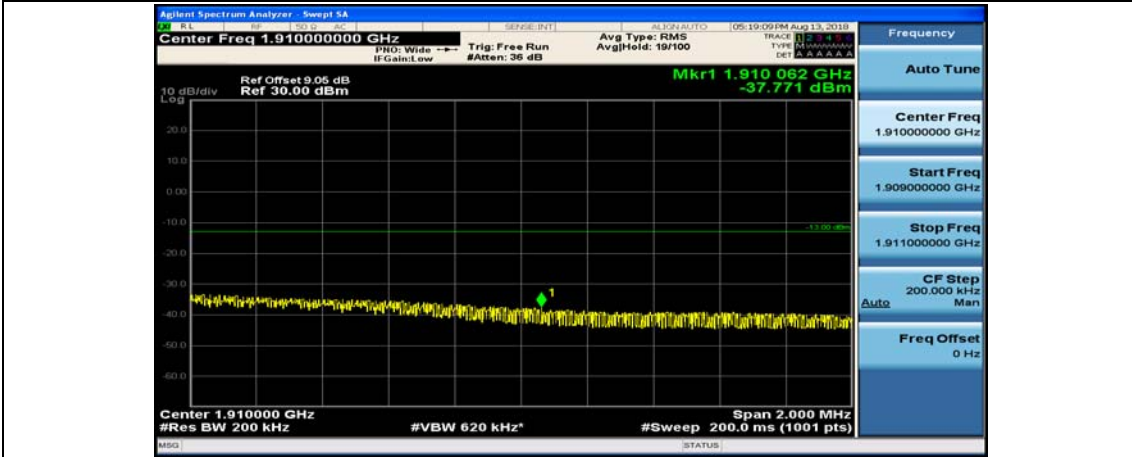 Agilent Spectrum Analyzer - Swept SA
RL RF 50 Ω AC SENSE:INT ALIGNAUTO 05:19:09 PM Aug 13, 2018
Center Freq 1.910000000 GHz
PNO: Wide
IFGain:Low
Trig: Free Run
#Atten: 36 dB
Avg Type: RMS
Avg|Hold: 19/100
TRACE 1 2 3 4 5 6
TYPE
DET A A A A A A
Frequency
Mkr1 1.910 062 GHz
-37.771 dBm
Ref Offset 9.05 dB
10 dB/div Ref 30.00 dBm
Log
20.0
10.0
0.00
-10.0
-13.00 dBm
-20.0
-30.0
1
-40.0
-50.0
-60.0
Center 1.910000 GHz Span 2.000 MHz
#Res BW 200 kHz #VBW 620 kHz* #Sweep 200.0 ms (1001 pts)
MSG STATUS
Auto Tune
Center Freq
1.910000000 GHz
Start Freq
1.909000000 GHz
Stop Freq
1.911000000 GHz
CF Step
200.000 kHz
Auto Man
Freq Offset
0 Hz